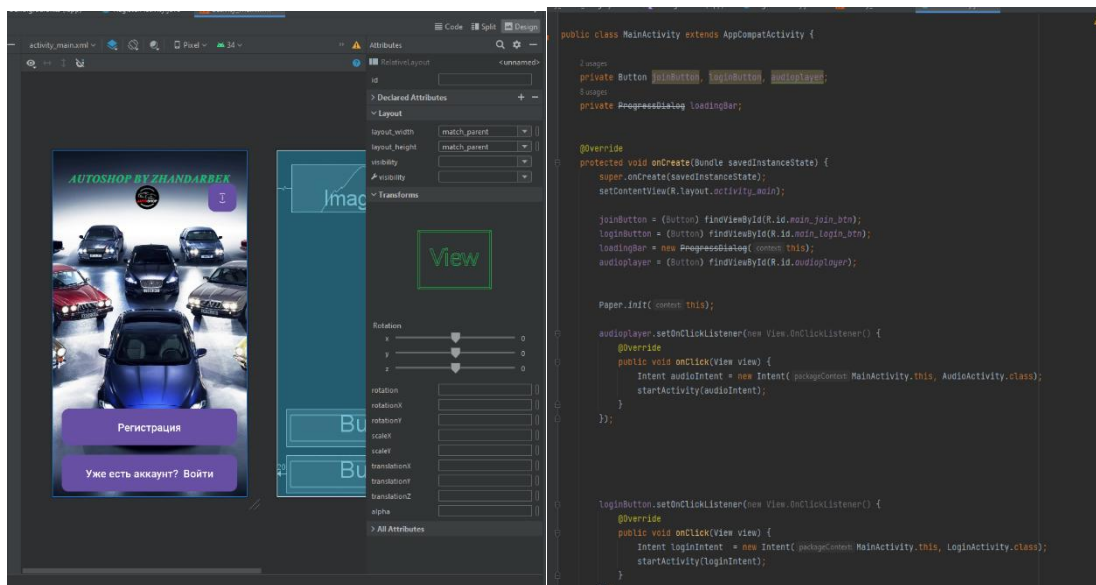 Code Split Design
activity_main.xml Pixel 34
Attributes
RelativeLayout <unnamed>
id
Declared Attributes
Layout
layout_width match_parent
layout_height match_parent
visibility
visibility
Transforms
View
Rotation
x 0
y 0
z 0
rotation
rotationX
rotationY
scaleX
scaleY
translationX
translationY
translationZ
alpha
All Attributes
AUTOSHOP BY ZHANDARBEK
Регистрация
Уже есть аккаунт? Войти
Imag
Bu
Bu
20
public class MainActivity extends AppCompatActivity {
2 usages
private Button joinButton, loginButton, audioplayer;
8 usages
private ProgressDialog loadingBar;
@Override
protected void onCreate(Bundle savedInstanceState) {
super.onCreate(savedInstanceState);
setContentView(R.layout.activity_main);
joinButton = (Button) findViewById(R.id.main_join_btn);
loginButton = (Button) findViewById(R.id.main_login_btn);
loadingBar = new ProgressDialog( context: this);
audioplayer = (Button) findViewById(R.id.audioplayer);
Paper.init( context: this);
audioplayer.setOnClickListener(new View.OnClickListener() {
@Override
public void onClick(View view) {
Intent audioIntent = new Intent( packageContext: MainActivity.this, AudioActivity.class);
startActivity(audioIntent);
}
});
loginButton.setOnClickListener(new View.OnClickListener() {
@Override
public void onClick(View view) {
Intent loginIntent = new Intent( packageContext: MainActivity.this, LoginActivity.class);
startActivity(loginIntent);
}